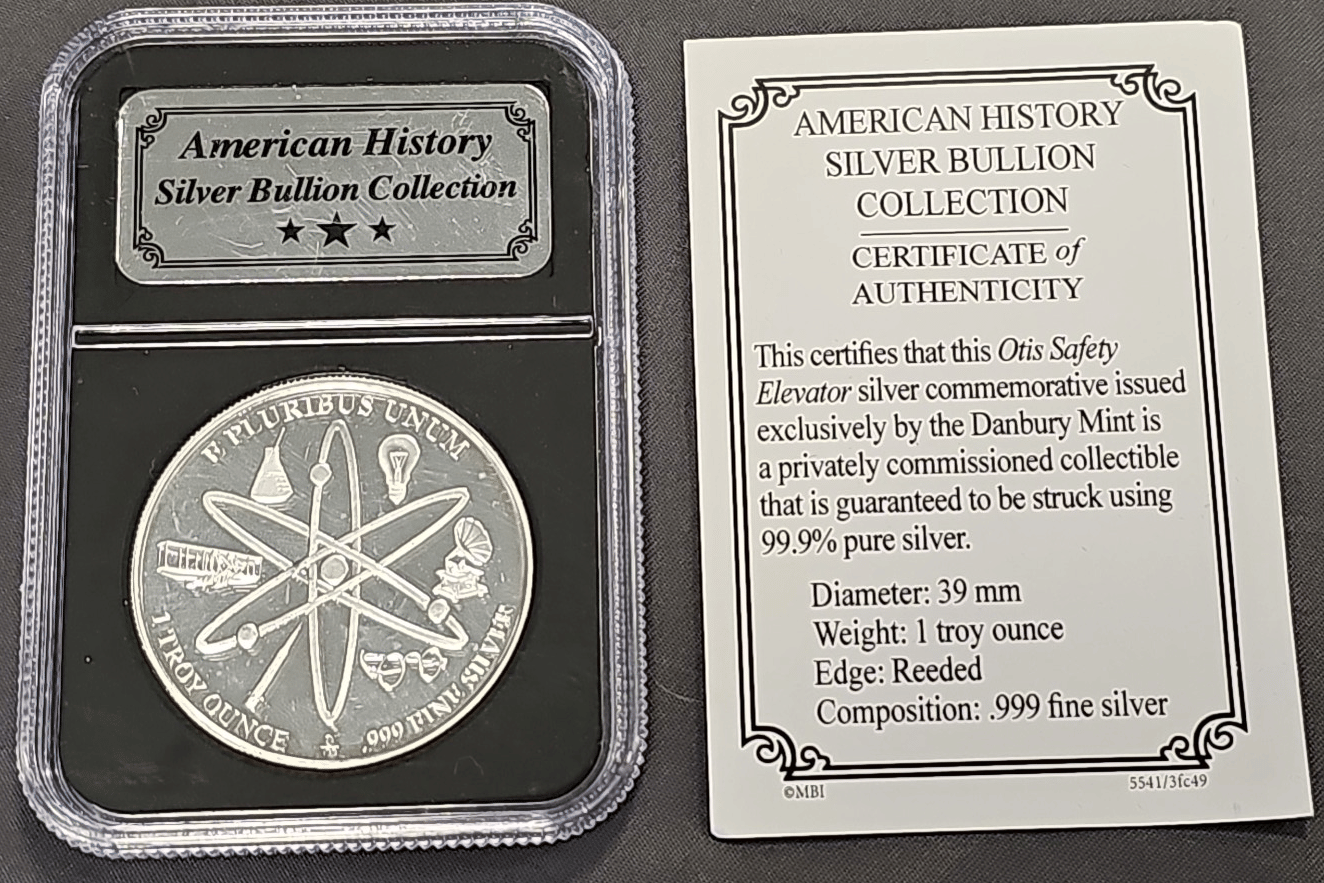 American History
Silver Bullion Collection
E PLURIBUS UNUM
1 TROY OUNCE
.999 FINE SILVER
AMERICAN HISTORY
SILVER BULLION
COLLECTION
CERTIFICATE of
AUTHENTICITY
This certifies that this Otis Safety
Elevator silver commemorative issued
exclusively by the Danbury Mint is
a privately commissioned collectible
that is guaranteed to be struck using
99.9% pure silver.
Diameter: 39 mm
Weight: 1 troy ounce
Edge: Reeded
Composition: .999 fine silver
©MBI
5541/3fc49